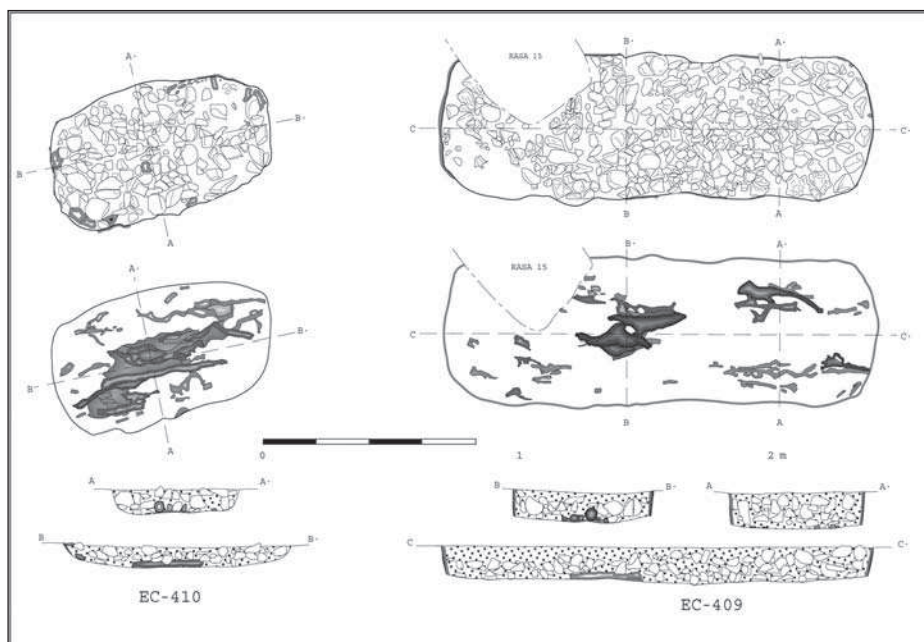 A·
B·
B
A
RASA 15
B·
A·
C
C·
B
A
A·
B·
B
A
RASA 15
B·
A·
C
C·
B
A
0 1 2 m
A A·
B B·
B B·
A A·
C C·
EC-410
EC-409